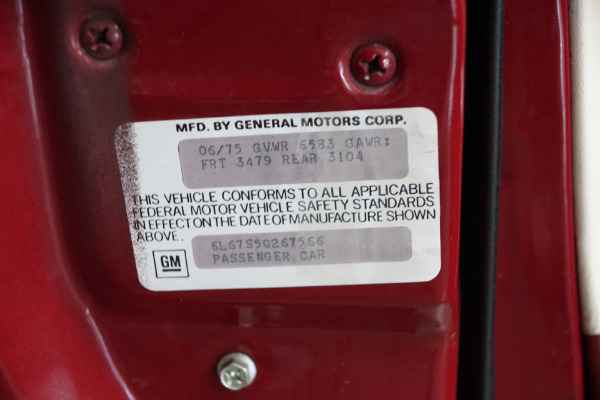 MFD. BY GENERAL MOTORS CORP.
06/75 GVWR 6583 GAWR:
FRT 3479 REAR 3104
THIS VEHICLE CONFORMS TO ALL APPLICABLE
FEDERAL MOTOR VEHICLE SAFETY STANDARDS
IN EFFECT ON THE DATE OF MANUFACTURE SHOWN
ABOVE.
6L67S5Q267566
PASSENGER CAR
GM